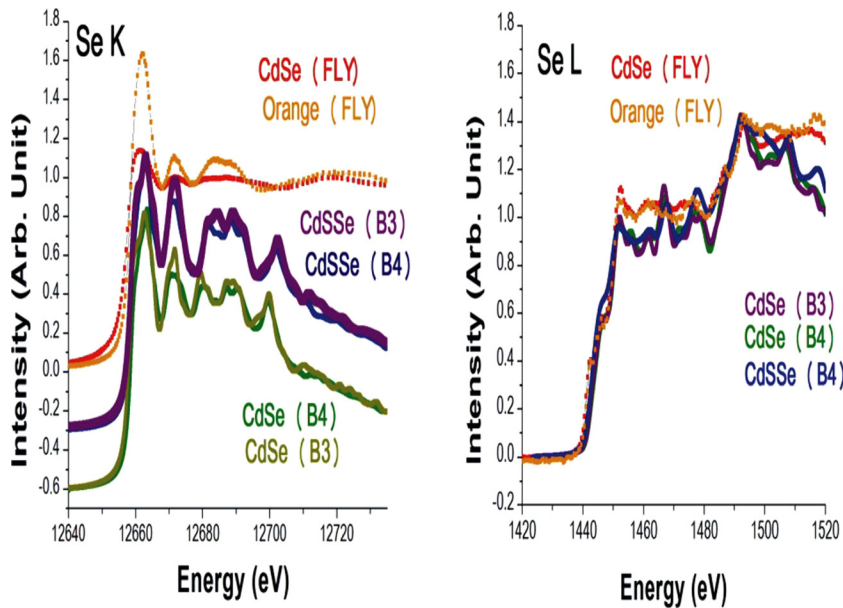 Se K
CdSe ( FLY)
Orange ( FLY)
CdSSe ( B3)
CdSSe ( B4)
CdSe ( B4)
CdSe ( B3)
Intensity (Arb. Unit)
1.8
1.6
1.4
1.2
1.0
0.8
0.6
0.4
0.2
0.0
-0.2
-0.4
-0.6
12640 12660 12680 12700 12720
Energy (eV)
Se L
CdSe ( FLY)
Orange ( FLY)
CdSe ( B3)
CdSe ( B4)
CdSSe ( B4)
Intensity (Arb. Unit)
1.8
1.6
1.4
1.2
1.0
0.8
0.6
0.4
0.2
0.0
-0.2
1420 1440 1460 1480 1500 1520
Energy (eV)